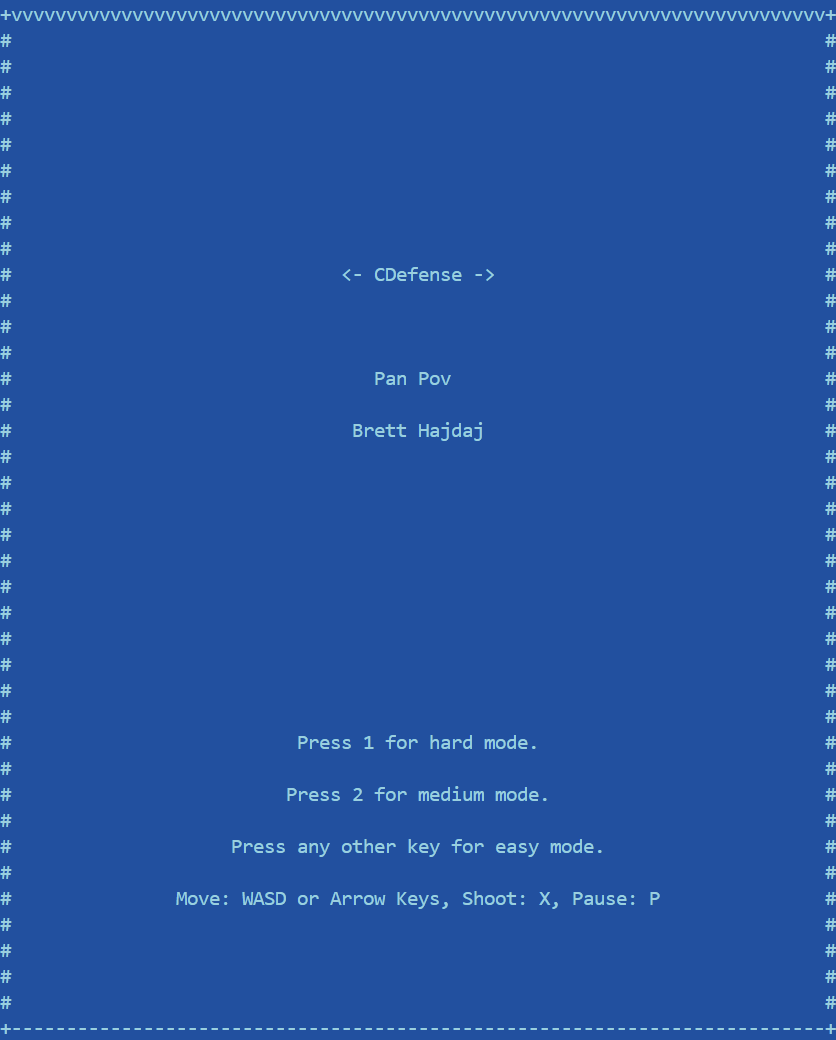 <- CDefense ->
Pan Pov
Brett Hajdaj
Press 1 for hard mode.
Press 2 for medium mode.
Press any other key for easy mode.
Move: WASD or Arrow Keys, Shoot: X, Pause: P